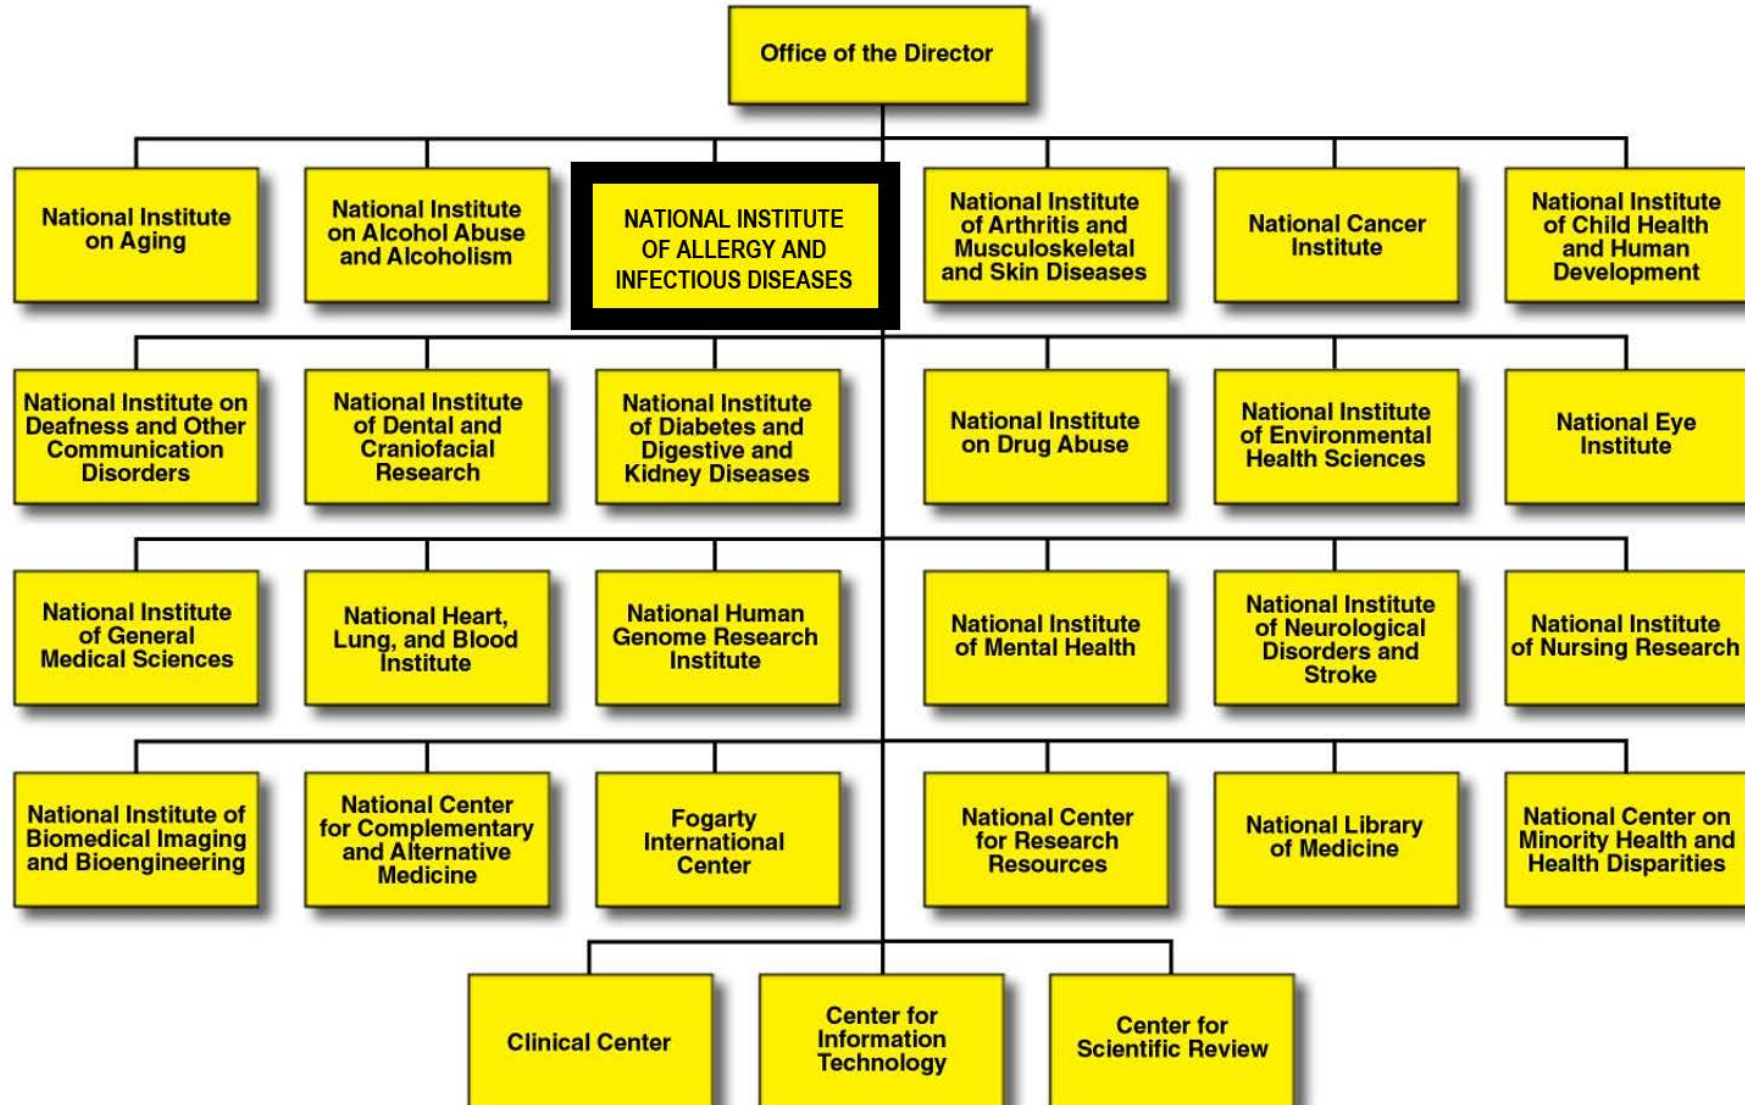 Office of the Director
National Institute
on Aging
National Institute
on Alcohol Abuse
and Alcoholism
NATIONAL INSTITUTE
OF ALLERGY AND
INFECTIOUS DISEASES
National Institute
of Arthritis and
Musculoskeletal
and Skin Diseases
National Cancer
Institute
National Institute
of Child Health
and Human
Development
National Institute on
Deafness and Other
Communication
Disorders
National Institute
of Dental and
Craniofacial
Research
National Institute
of Diabetes and
Digestive and
Kidney Diseases
National Institute
on Drug Abuse
National Institute
of Environmental
Health Sciences
National Eye
Institute
National Institute
of General
Medical Sciences
National Heart,
Lung, and Blood
Institute
National Human
Genome Research
Institute
National Institute
of Mental Health
National Institute
of Neurological
Disorders and
Stroke
National Institute
of Nursing Research
National Institute of
Biomedical Imaging
and Bioengineering
National Center
for Complementary
and Alternative
Medicine
Fogarty
International
Center
National Center
for Research
Resources
National Library
of Medicine
National Center on
Minority Health and
Health Disparities
Clinical Center
Center for
Information
Technology
Center for
Scientific Review